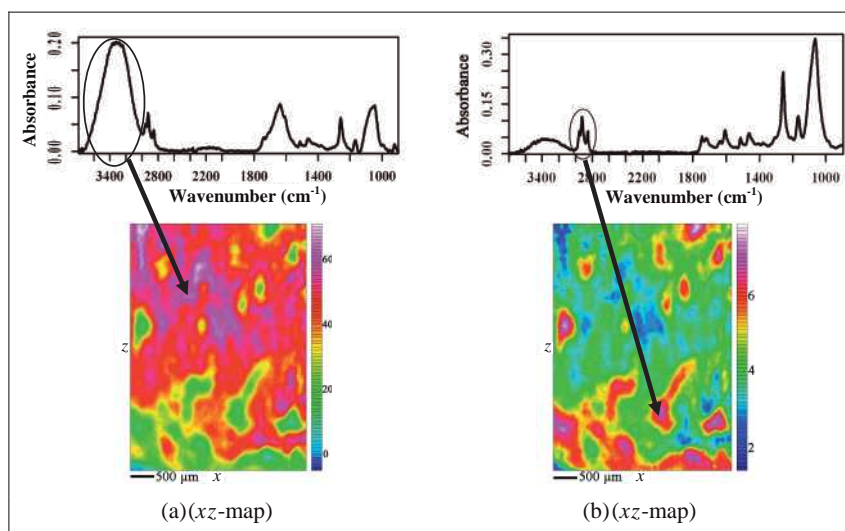 Absorbance
0.20
0.10
0.00
3400 2800 2200 1600 1000
Wavenumber (cm-1)
60
40
20
0
z
500 µm x
(a)(xz-map)
Absorbance
0.30
0.15
0.00
3400 2800 2200 1800 1400 1000
Wavenumber (cm-1)
6
4
2
z
500 µm x
(b)(xz-map)